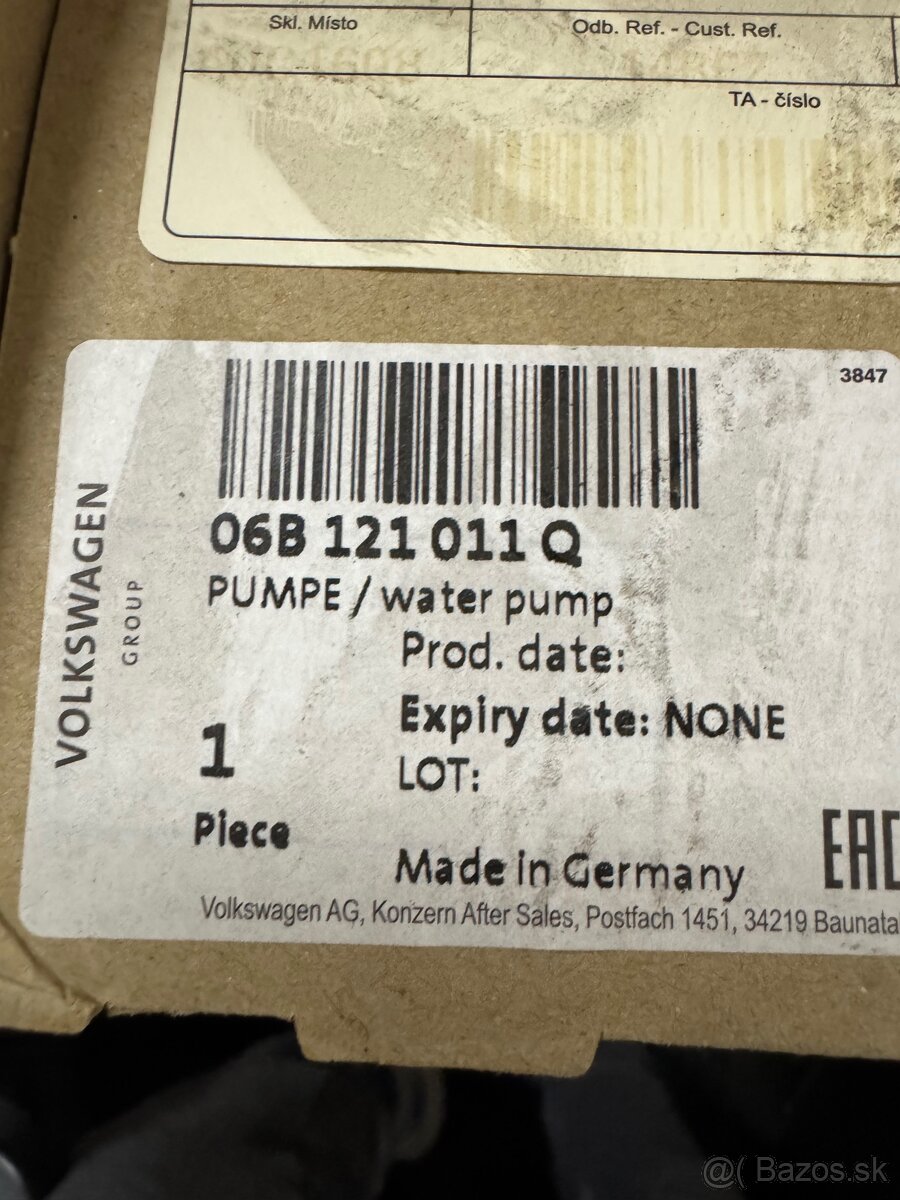 Skl. Místo
Odb. Ref. - Cust. Ref.
TA - číslo
3847
VOLKSWAGEN
GROUP
06B 121 011 Q
PUMPE / water pump
Prod. date:
Expiry date: NONE
1
LOT:
Piece
EAC
Made in Germany
Volkswagen AG, Konzern After Sales, Postfach 1451, 34219 Baunata
@( Bazos.sk